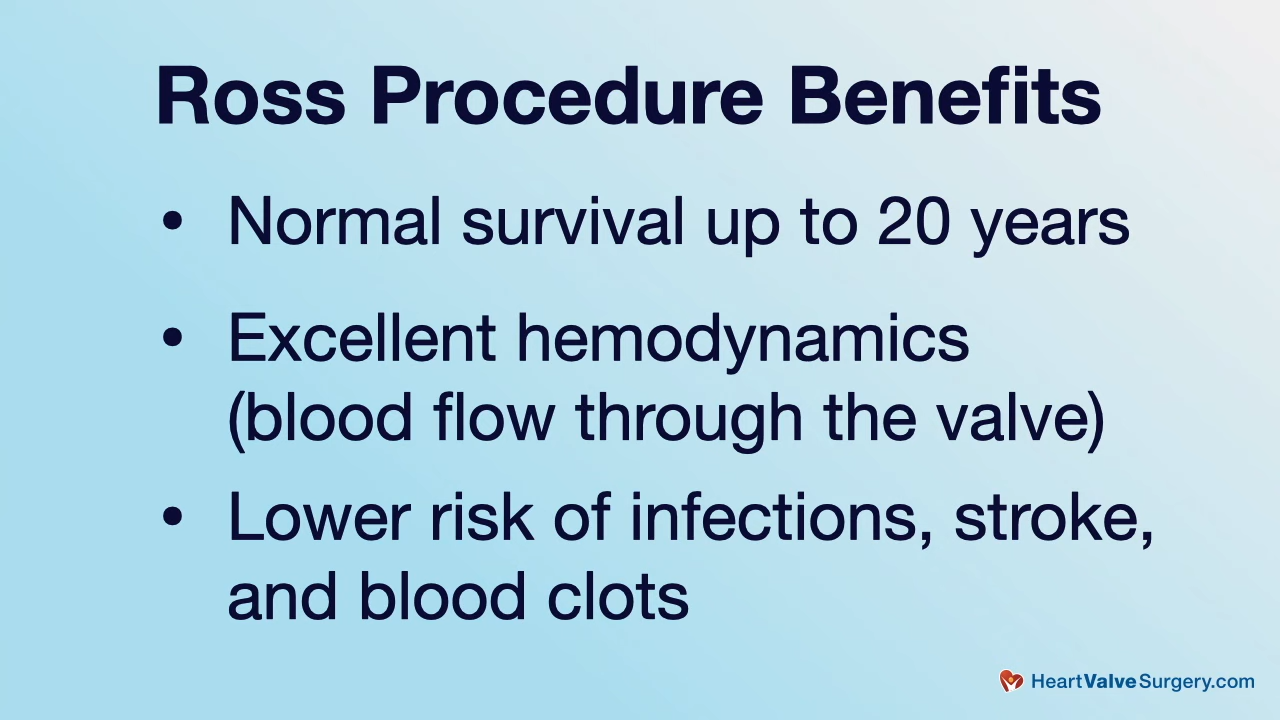 Ross Procedure Benefits
• Normal survival up to 20 years
• Excellent hemodynamics
(blood flow through the valve)
• Lower risk of infections, stroke,
and blood clots
HeartValveSurgery.com